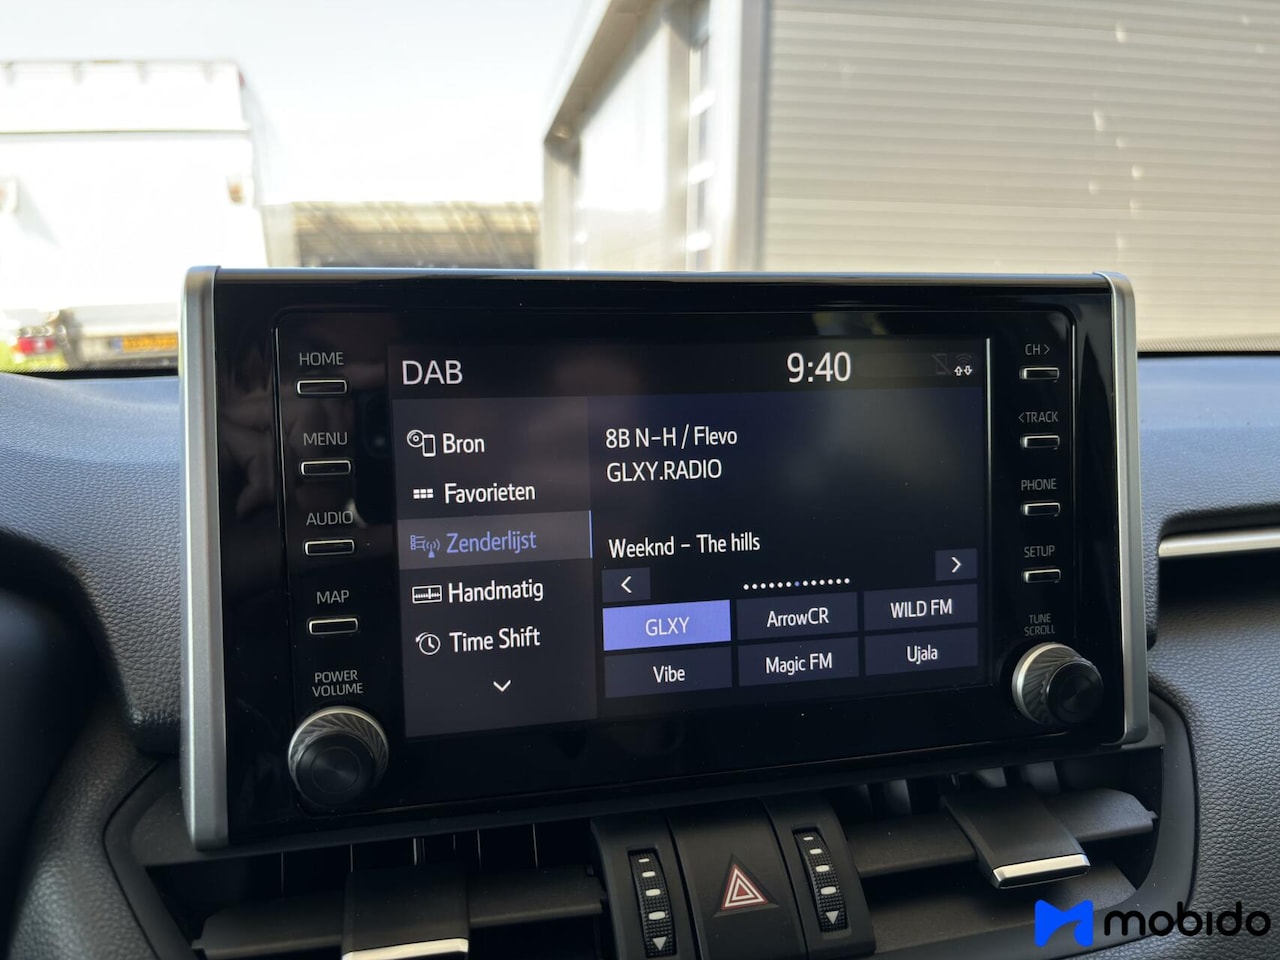 HOME
MENU
AUDIO
MAP
POWER
VOLUME
DAB
9:40
Bron
Favorieten
Zenderlijst
Handmatig
Time Shift
8B N-H / Flevo
GLXY.RADIO
Weeknd - The hills
<
>
GLXY
ArrowCR
WILD FM
Vibe
Magic FM
Ujala
CH >
< TRACK
PHONE
SETUP
TUNE
SCROLL
mobido